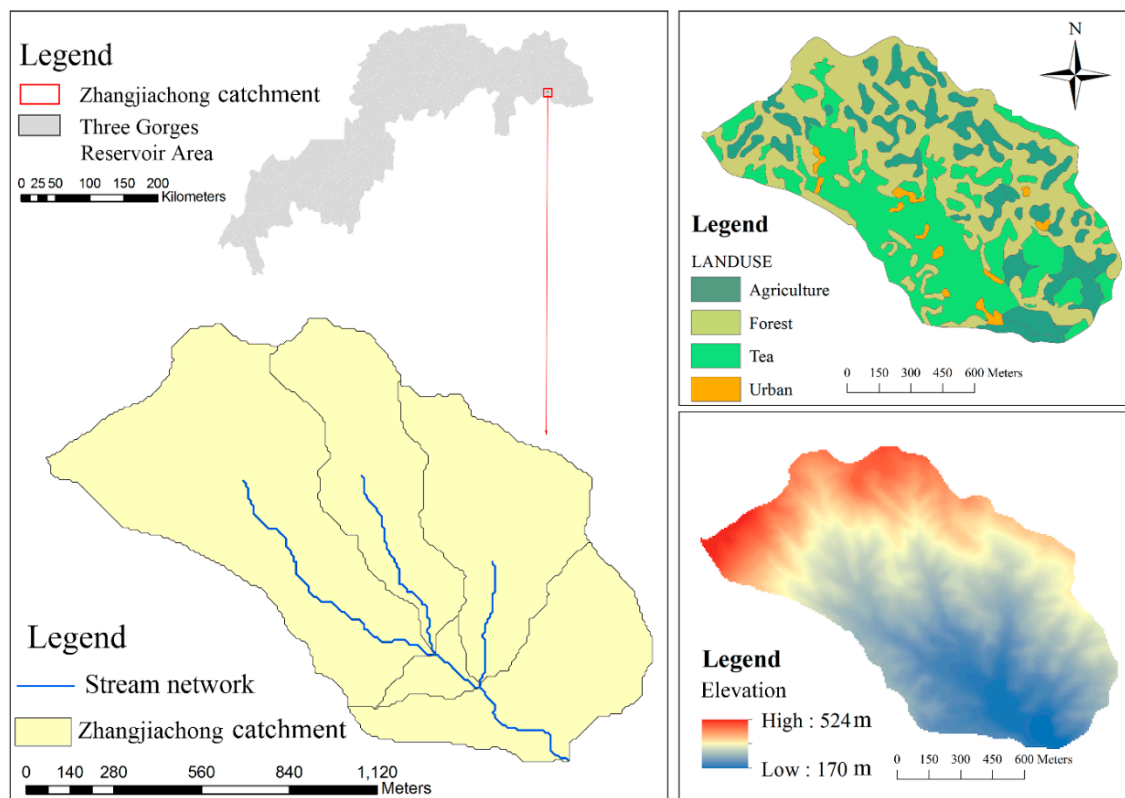 Legend
Zhangjiachong catchment
Three Gorges
Reservoir Area
0 25 50 100 150 200
Kilometers
Legend
Stream network
Zhangjiachong catchment
0 140 280 560 840 1,120
Meters
N
Legend
LANDUSE
Agriculture
Forest
Tea
Urban
0 150 300 450 600 Meters
Legend
Elevation
High : 524 m
Low : 170 m
0 150 300 450 600 Meters